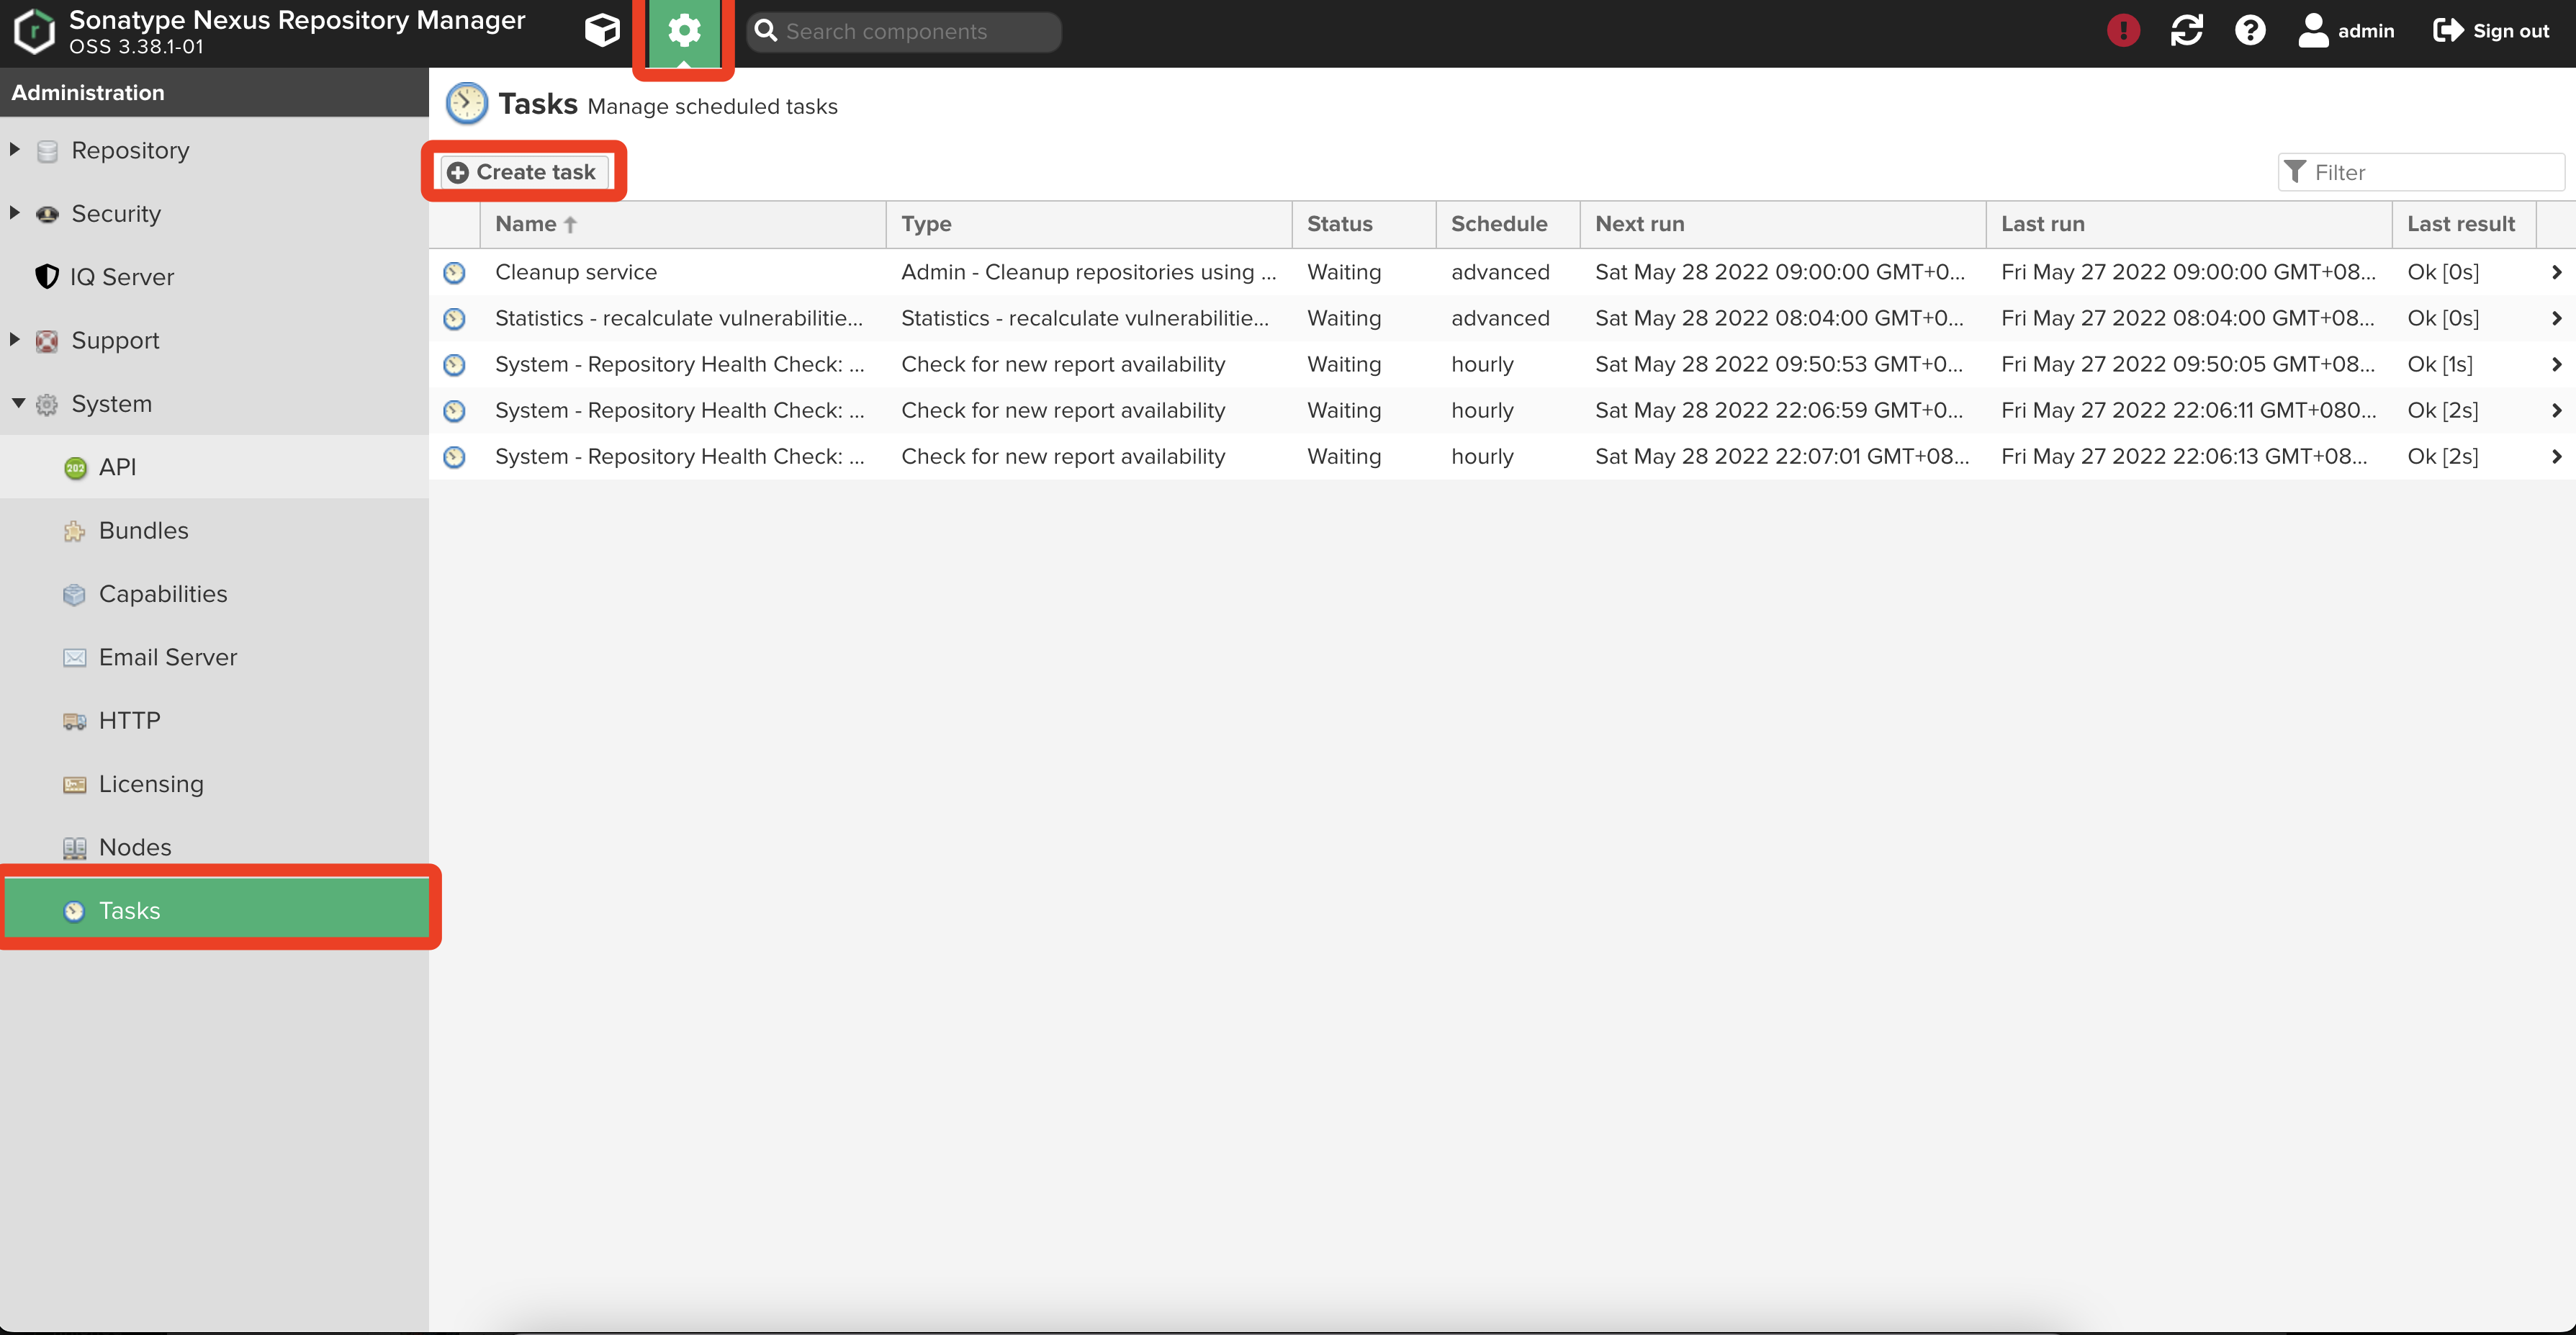 Sonatype Nexus Repository Manager
OSS 3.38.1-01
Search components
admin
Sign out
Administration
Repository
Security
IQ Server
Support
System
API
Bundles
Capabilities
Email Server
HTTP
Licensing
Nodes
Tasks
Tasks Manage scheduled tasks
Create task
Filter
Name Type Status Schedule Next run Last run Last result
Cleanup service Admin - Cleanup repositories using ... Waiting advanced Sat May 28 2022 09:00:00 GMT+0... Fri May 27 2022 09:00:00 GMT+08... Ok [0s]
Statistics - recalculate vulnerabilitie... Statistics - recalculate vulnerabilitie... Waiting advanced Sat May 28 2022 08:04:00 GMT+0... Fri May 27 2022 08:04:00 GMT+08... Ok [0s]
System - Repository Health Check: ... Check for new report availability Waiting hourly Sat May 28 2022 09:50:53 GMT+0... Fri May 27 2022 09:50:05 GMT+08... Ok [1s]
System - Repository Health Check: ... Check for new report availability Waiting hourly Sat May 28 2022 22:06:59 GMT+0... Fri May 27 2022 22:06:11 GMT+080... Ok [2s]
System - Repository Health Check: ... Check for new report availability Waiting hourly Sat May 28 2022 22:07:01 GMT+08... Fri May 27 2022 22:06:13 GMT+08... Ok [2s]